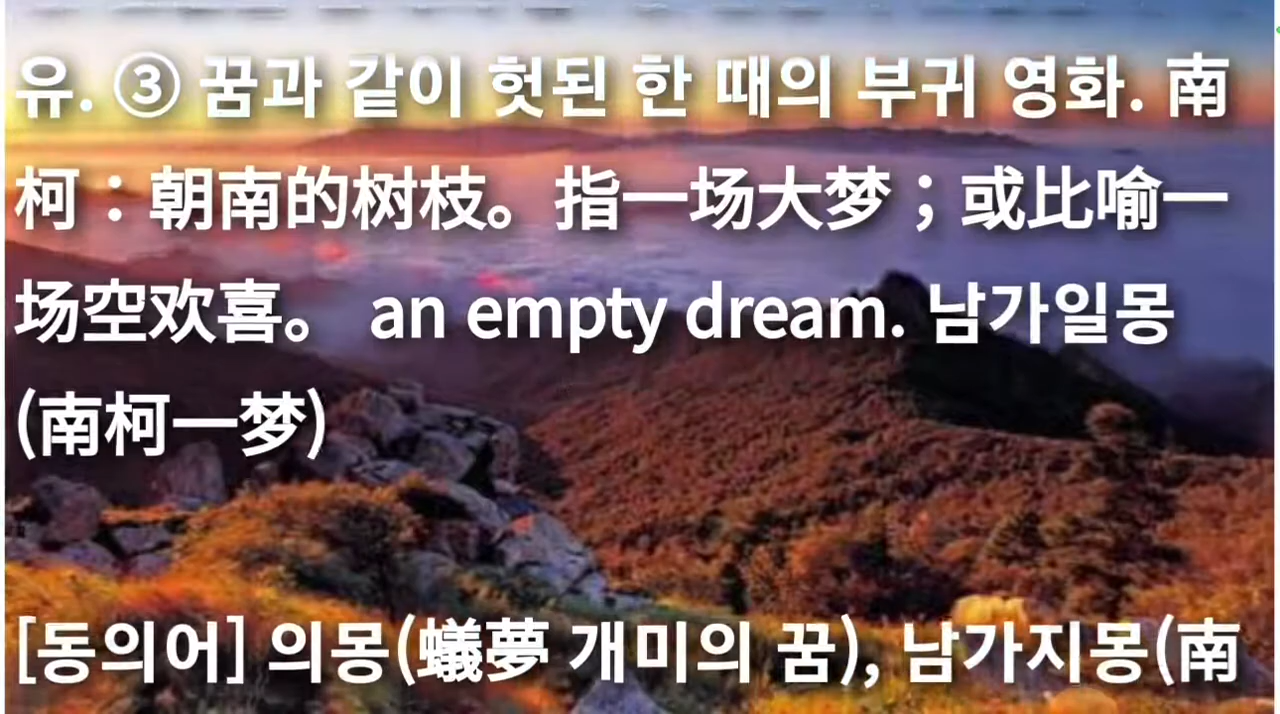 유. ③ 꿈과 같이 헛된 한 때의 부귀 영화. 南
柯：朝南的树枝。指一场大梦；或比喻一
场空欢喜。 an empty dream. 남가일몽
(南柯一梦)
[동의어] 의몽(蟻夢 개미의 꿈), 남가지몽(南